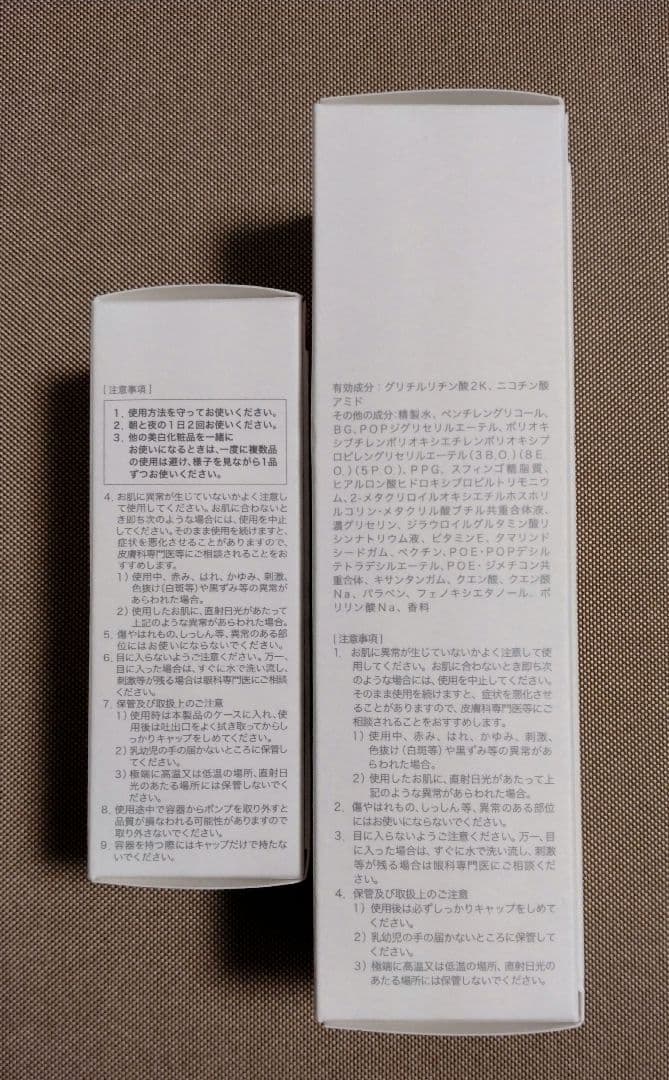 [注意事項]
1. 使用方法を守ってお使いください。
2. 朝と夜の1日2回お使いください。
3. 他の美白化粧品を一緒に
お使いになるときは、一度に複数品
の使用は避け、様子を見ながら1品
ずつお使いください。
4. お肌に異常が生じていないかよく注意し
て使用してください。お肌に合わないと
き即ち次のような場合には、使用を中止
してください。そのまま使用を続けますと、
症状を悪化させることがありますので、
皮膚科専門医等にご相談されることをお
すすめします。
1) 使用中、赤み、はれ、かゆみ、刺激、
色抜け(白斑等)や黒ずみ等の異常が
あらわれた場合。
2) 使用したお肌に、直射日光があたって
上記のような異常があらわれた場合。
5. 傷やはれもの、しっしん等、異常のある部
位にはお使いにならないでください。
6. 目に入らないようご注意ください。万一、
目に入った場合は、すぐに水で洗い流し、
刺激等が残る場合は眼科専門医にご相談
ください。
7. 保管及び取扱上のご注意
1) 使用時は本製品のケースに入れ、使
用後は吐出口をよく拭き取ってからし
っかりキャップをしめてください。
2) 乳幼児の手の届かないところに保管し
てください。
3) 極端に高温又は低温の場所、直射日
光のあたる場所には保管しないでくだ
さい。
8. 使用途中で容器からポンプを取り外すと
品質が損なわれる可能性がありますので
取り外さないでください。
9. 容器を持つ際にはキャップだけで持たな
いでください。
有効成分：グリチルリチン酸2K、ニコチン酸
アミド
その他の成分:精製水、ペンチレングリコール、
BG、POPジグリセリルエーテル、ポリオキ
シブチレンポリオキシエチレンポリオキシプ
ロピレングリセリルエーテル(3B.O.)(8E.
O.)(5P.O.)、PPG、スフィンゴ糖脂質、
ヒアルロン酸ヒドロキシプロピルトリモニウ
ム、2-メタクリロイルオキシエチルホスホリ
ルコリン・メタクリル酸ブチル共重合体液、
濃グリセリン、ジラウロイルグルタミン酸リ
シンナトリウム液、ビタミンE、タマリンド
シードガム、ペクチン、POE・POPデシル
テトラデシルエーテル、POE・ジメチコン共
重合体、キサンタンガム、クエン酸、クエン酸
Na、パラベン、フェノキシエタノール、ポ
リリン酸Na、香料
[注意事項]
1. お肌に異常が生じていないかよく注意して使
用してください。お肌に合わないとき即ち次
のような場合には、使用を中止してください。
そのまま使用を続けますと、症状を悪化させ
ることがありますので、皮膚科専門医等にご
相談されることをおすすめします。
1) 使用中、赤み、はれ、かゆみ、刺激、
色抜け(白斑等)や黒ずみ等の異常があ
らわれた場合。
2) 使用したお肌に、直射日光があたって上
記のような異常があらわれた場合。
2. 傷やはれもの、しっしん等、異常のある部位
にはお使いにならないでください。
3. 目に入らないようご注意ください。万一、目
に入った場合は、すぐに水で洗い流し、刺激
等が残る場合は眼科専門医にご相談くだ
さい。
4. 保管及び取扱上のご注意
1) 使用後は必ずしっかりキャップをしめて
ください。
2) 乳幼児の手の届かないところに保管して
ください。
3) 極端に高温又は低温の場所、直射日光の
あたる場所には保管しないでください。